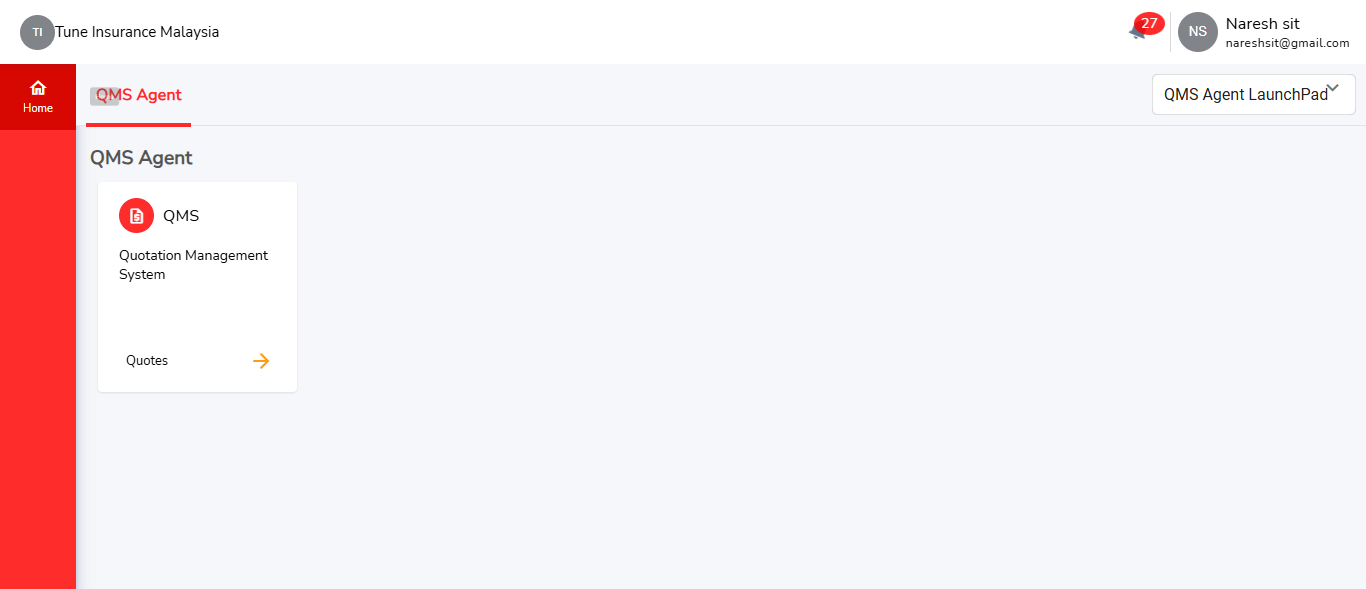 TI Tune Insurance Malaysia
27
NS
Naresh sit
nareshsit@gmail.com
Home
QMS Agent
QMS Agent LaunchPad
QMS Agent
QMS
Quotation Management
System
Quotes